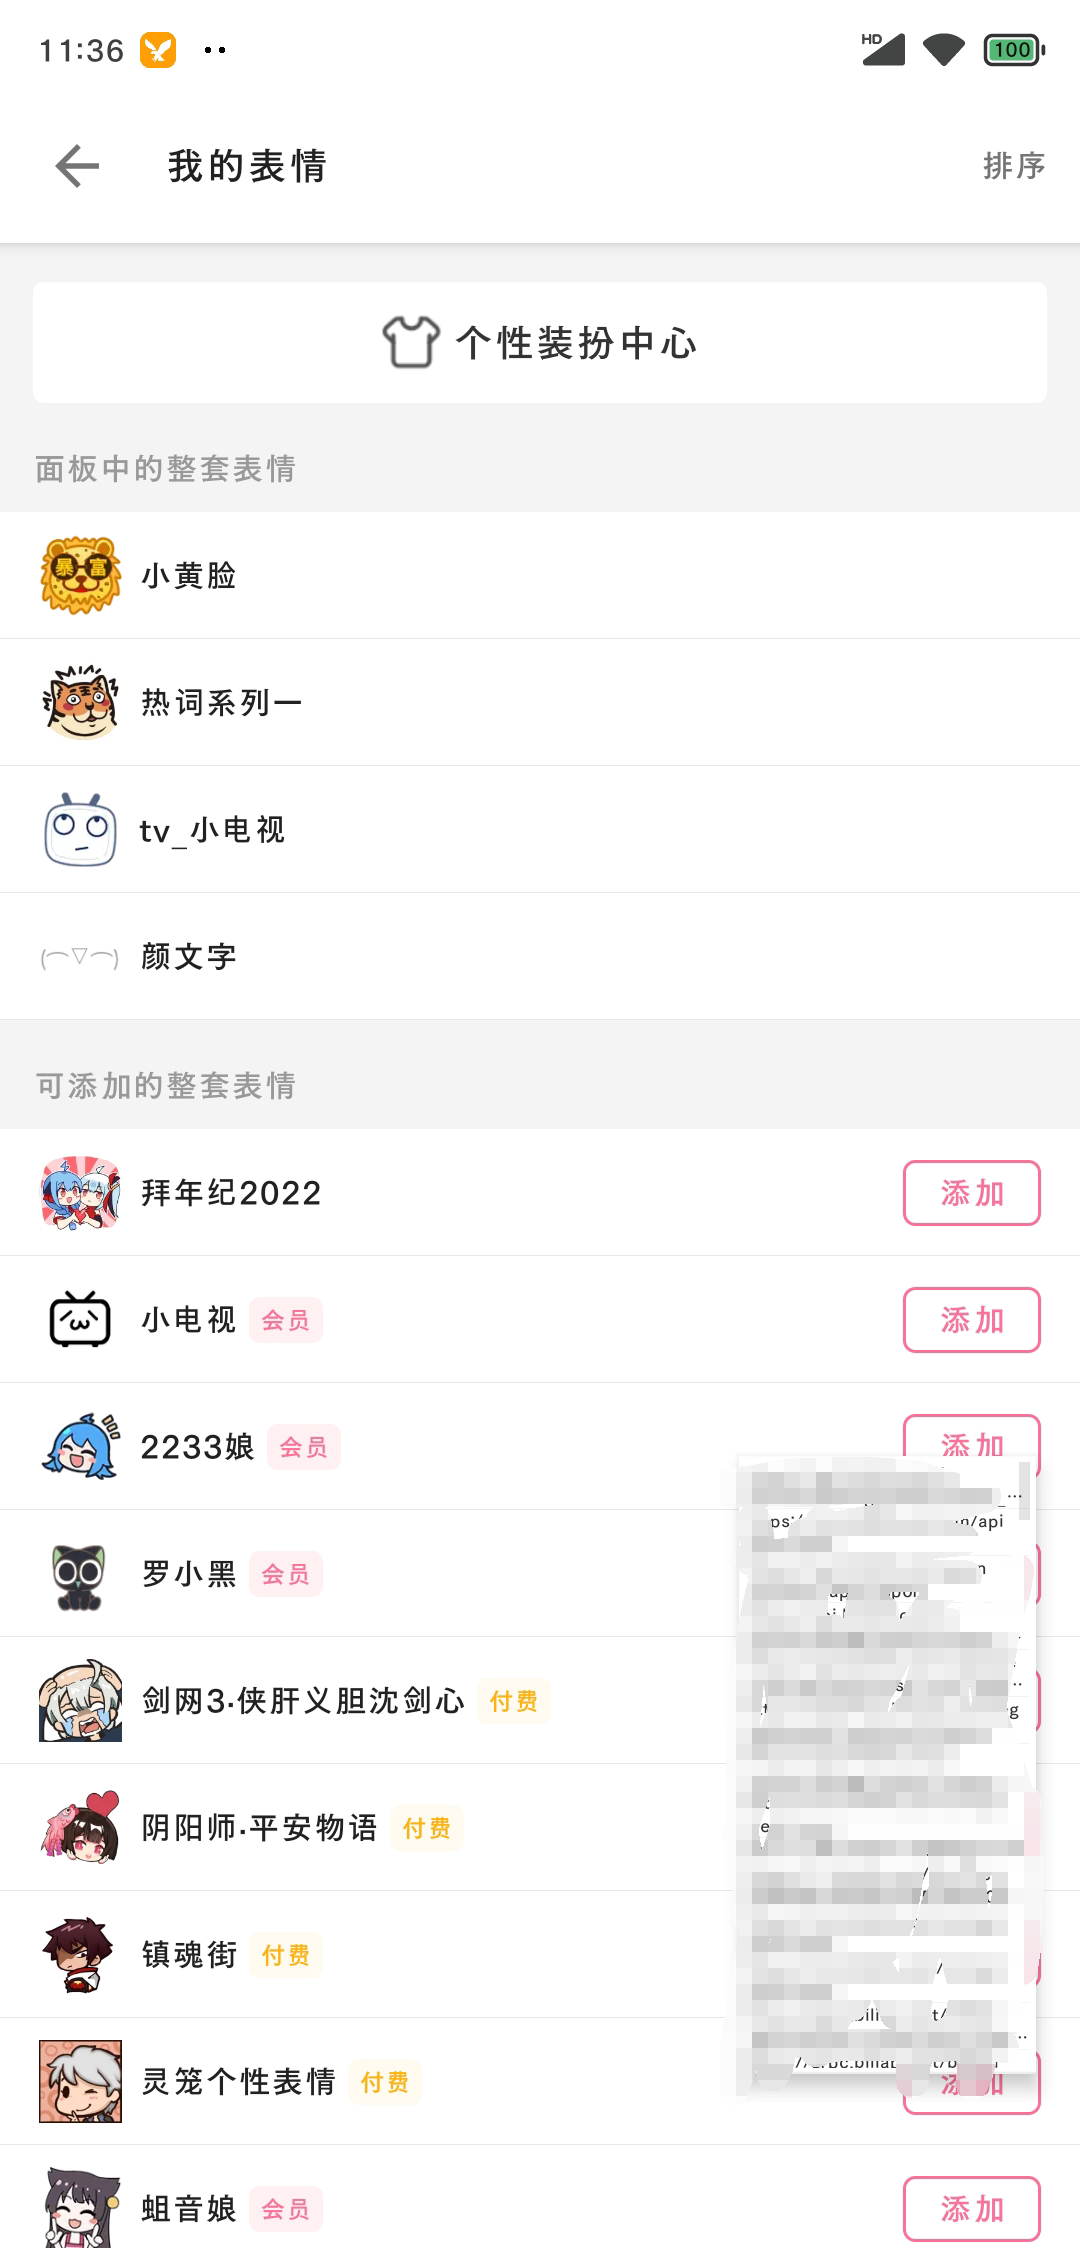 11:36
HD
100
我的表情
排序
个性装扮中心
面板中的整套表情
暴富
小黄脸
热词系列一
tv_小电视
(⌒▽⌒)
颜文字
可添加的整套表情
拜年纪2022
添加
小电视 会员
添加
2233娘 会员
添加
罗小黑 会员
剑网3·侠肝义胆沈剑心 付费
阴阳师·平安物语 付费
镇魂街 付费
灵笼个性表情 付费
蛆音娘 会员
添加